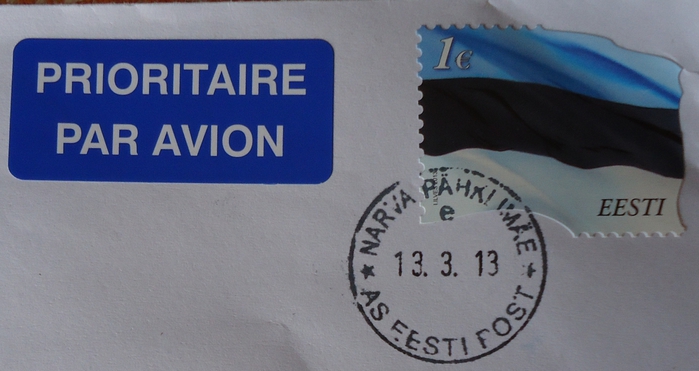 PRIORITAIRE
PAR AVION
1€
EESTI
NARVA PÄHKLIMÄE
e
13. 3. 13
AS EESTI POST